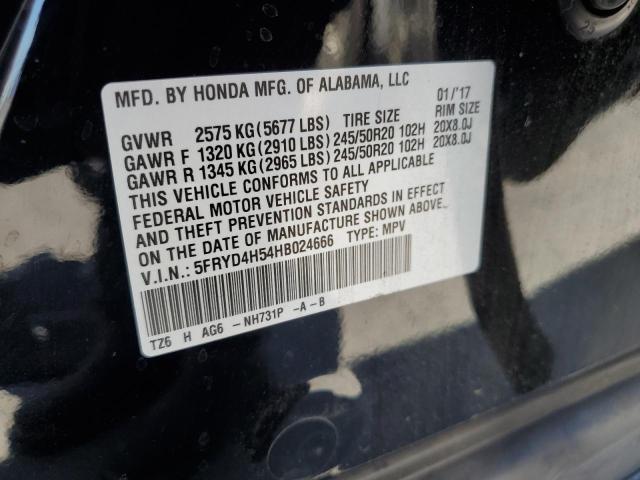 MFD. BY HONDA MFG. OF ALABAMA, LLC 01/'17
GVWR 2575 KG(5677 LBS) TIRE SIZE RIM SIZE
GAWR F 1320 KG(2910 LBS)245/50R20 102H 20X8.0J
GAWR R 1345 KG(2965 LBS)245/50R20 102H 20X8.0J
THIS VEHICLE CONFORMS TO ALL APPLICABLE
FEDERAL MOTOR VEHICLE SAFETY
AND THEFT PREVENTION STANDARDS IN EFFECT
ON THE DATE OF MANUFACTURE SHOWN ABOVE.
V.I.N.: 5FRYD4H54HB024666 TYPE: MPV
TZ6 H AG6 -NH731P -A-B